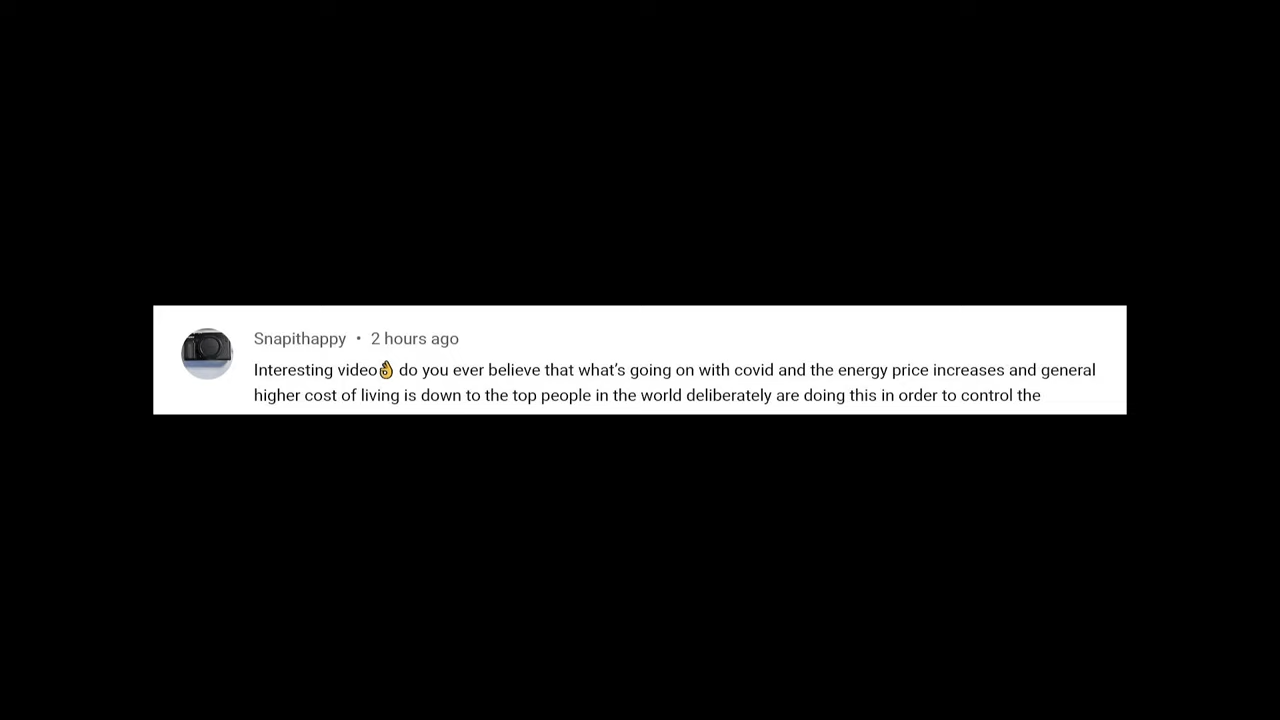 Snapithappy • 2 hours ago
Interesting video👌 do you ever believe that what's going on with covid and the energy price increases and general
higher cost of living is down to the top people in the world deliberately are doing this in order to control the